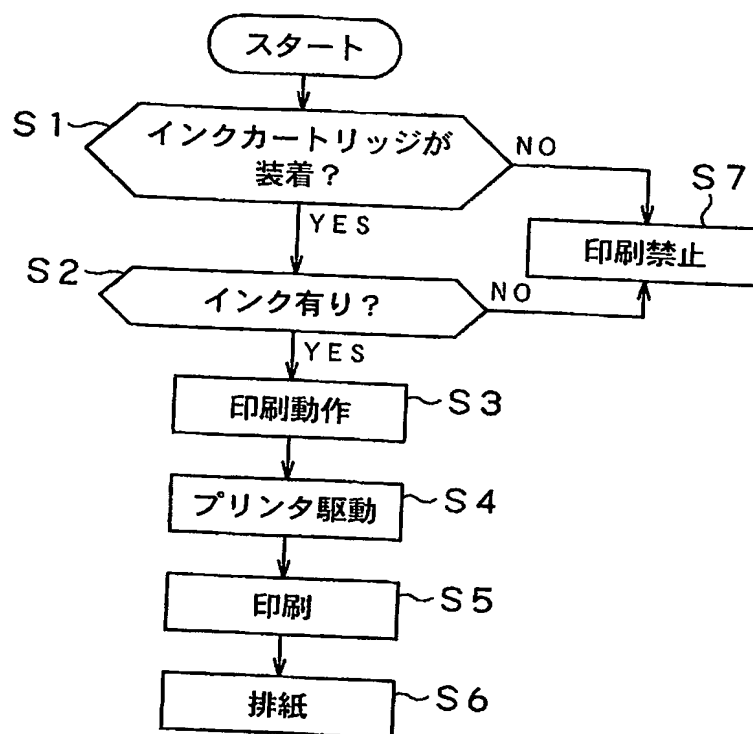 スタート
S1
インクカートリッジが
装着?
NO
YES
S7
印刷禁止
S2
インク有り?
NO
YES
印刷動作
S3
プリンタ駆動
S4
印刷
S5
排紙
S6